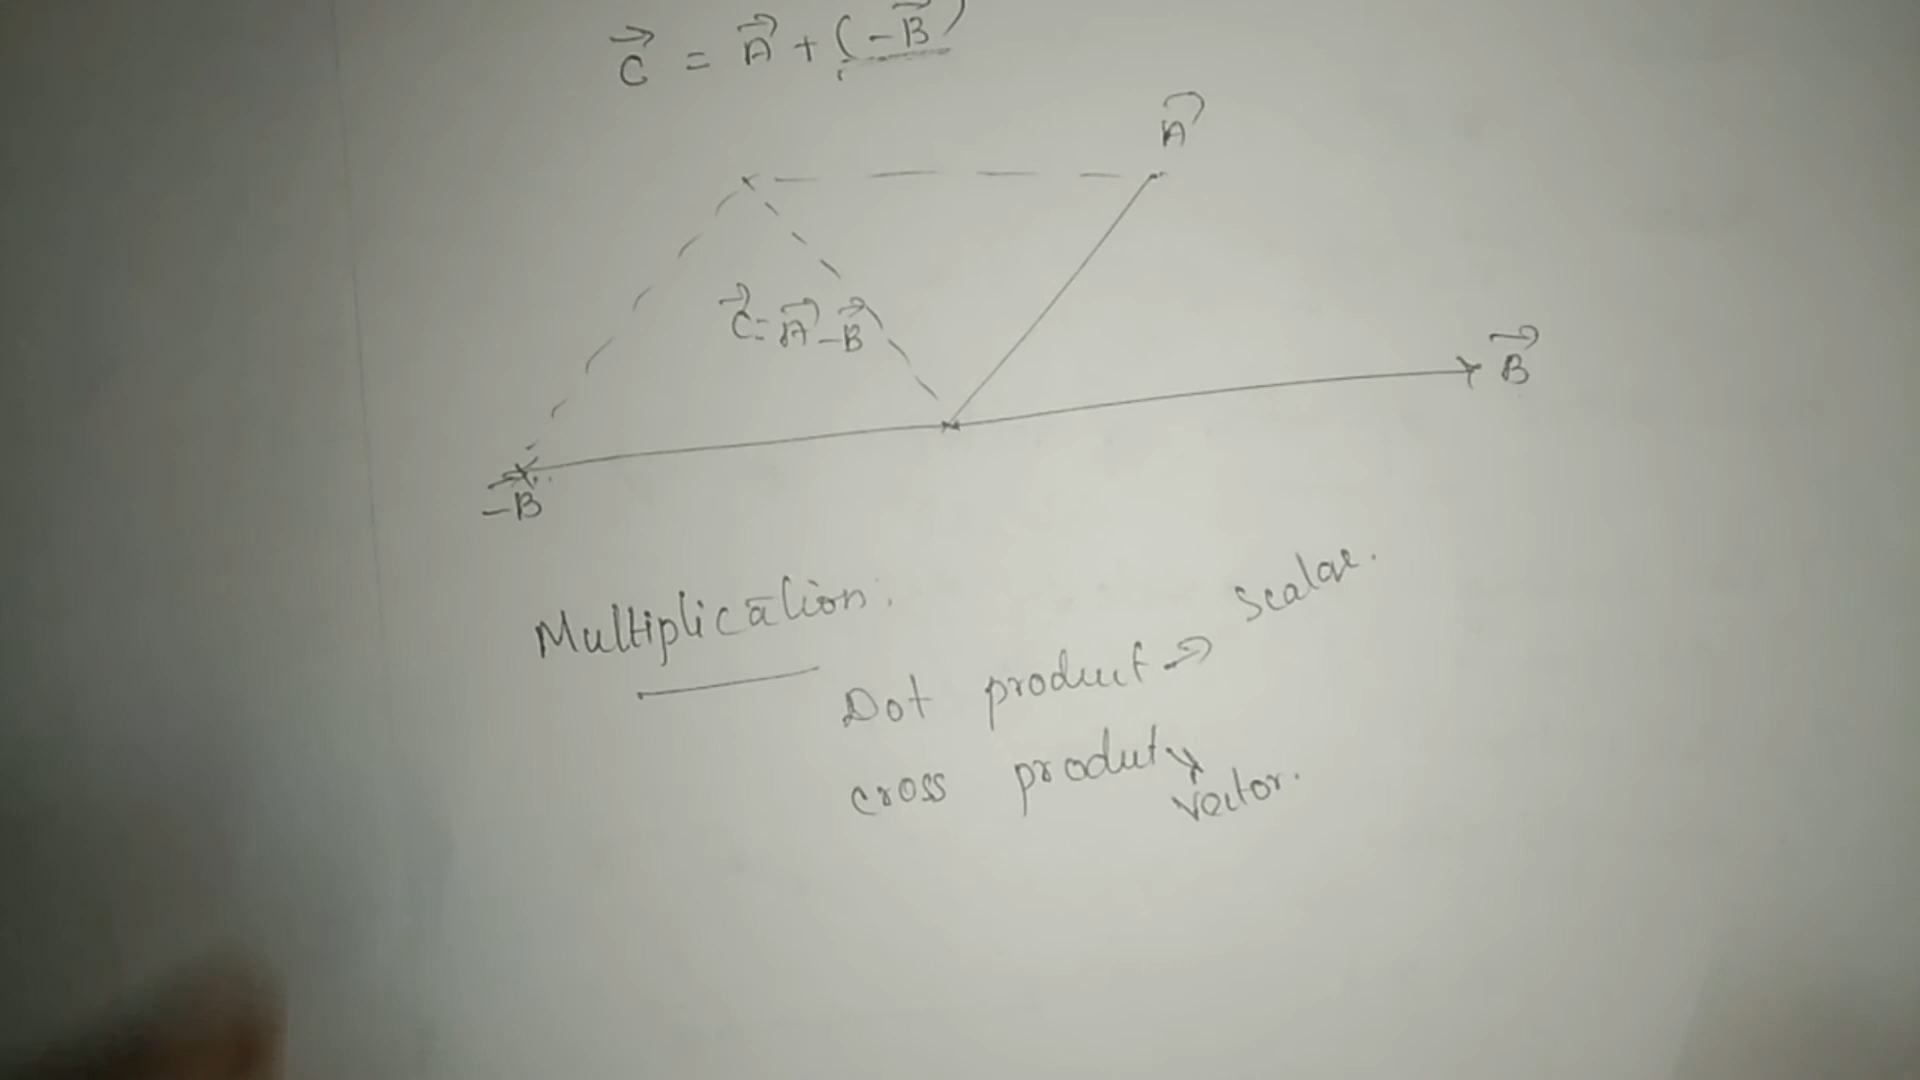 C⃗ = A⃗ + (-B⃗)
A⃗
C⃗ = A⃗ - B⃗
B⃗
-B⃗
Multiplication:
Dot product → Scalar.
cross product → vector.